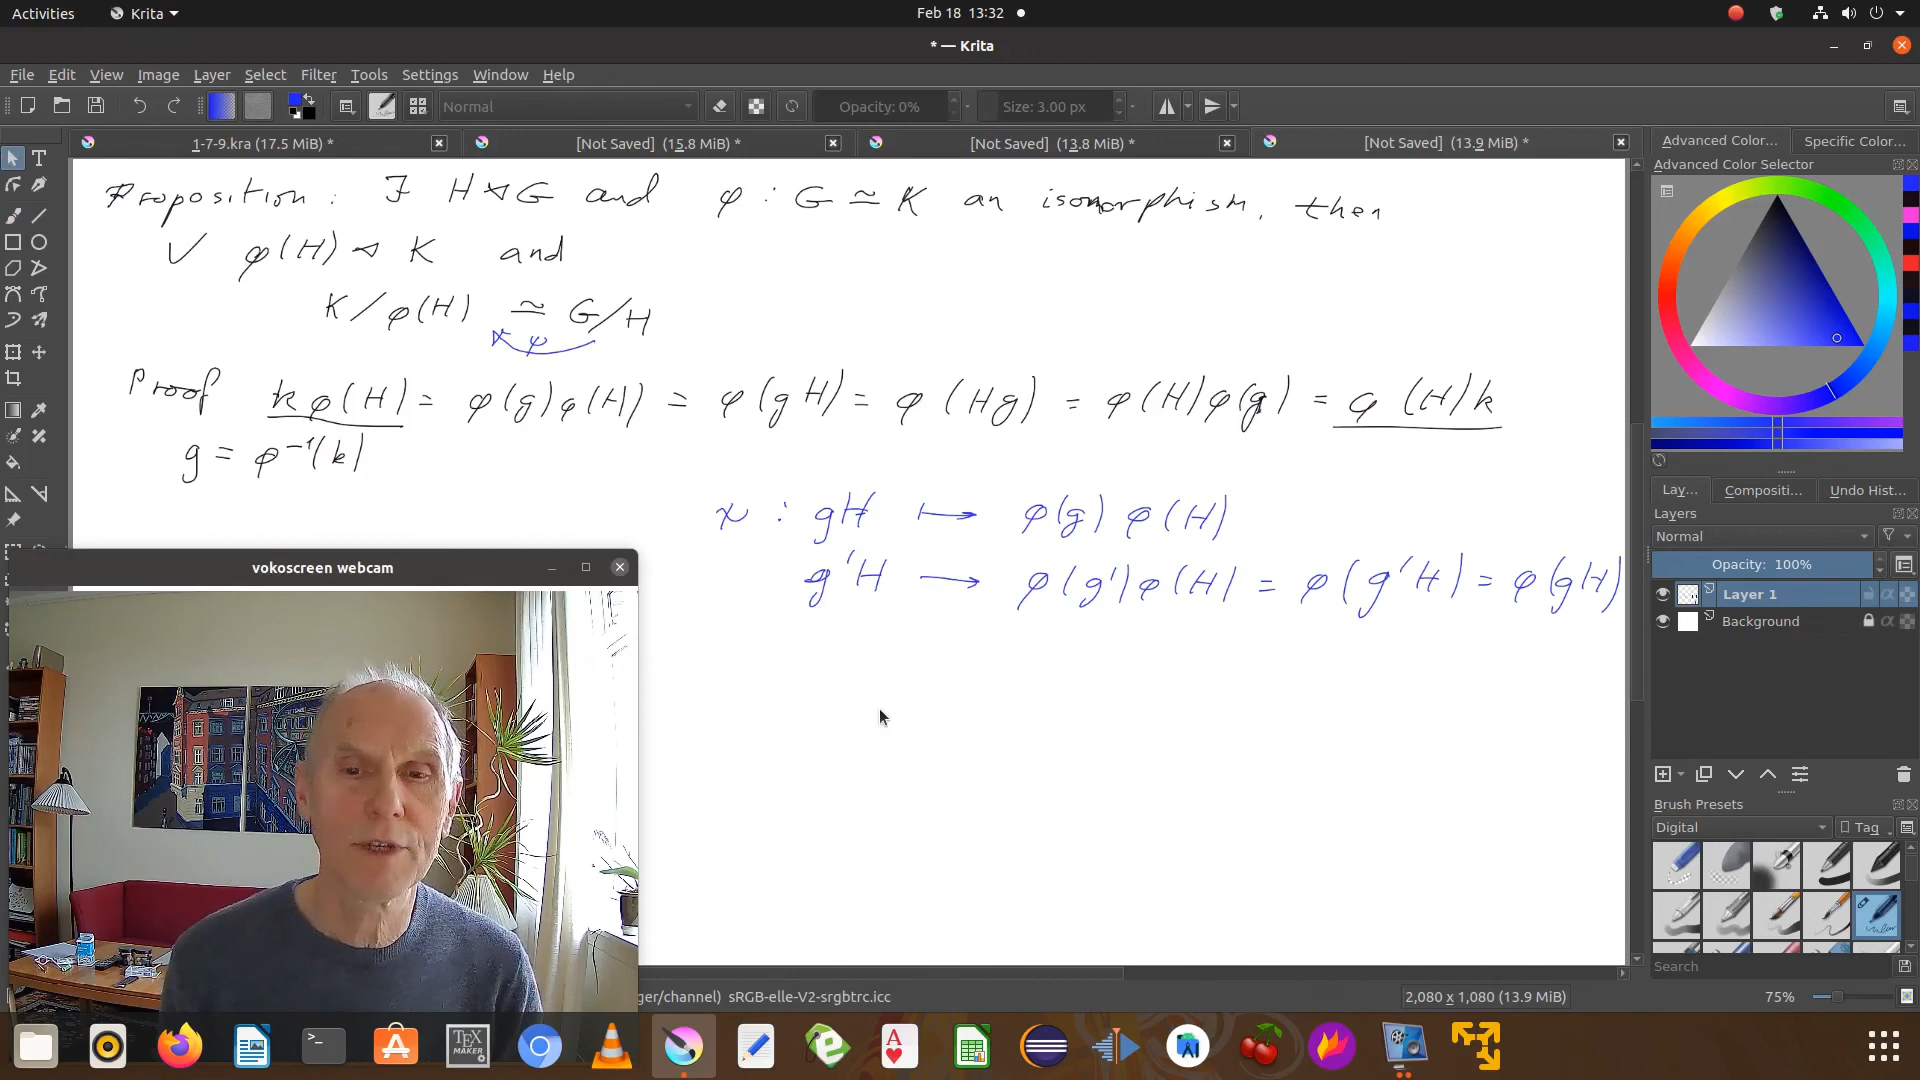 Activities Krita Feb 18 13:32
* — Krita
File Edit View Image Layer Select Filter Tools Settings Window Help
Normal Opacity: 0% Size: 3.00 px
1-7-9.kra (17.5 MiB) * [Not Saved] (15.8 MiB) * [Not Saved] (13.8 MiB) * [Not Saved] (13.9 MiB) *
Advanced Color... Specific Color...
Advanced Color Selector
Proposition : If H ◁ G and φ : G ≃ K an isomorphism, then
√ φ(H) ◁ K and
K/φ(H) ≃ G/H
ψ
Proof kφ(H) = φ(g)φ(H) = φ(gH) = φ(Hg) = φ(H)φ(g) = φ(H)k
g = φ⁻¹(k)
: gH ↦ φ(g) φ(H)
g'H → φ(g')φ(H) = φ(g'H) = φ(gH)
vokoscreen webcam
Lay... Compositi... Undo Hist...
Layers
Normal
Opacity: 100%
Layer 1
Background
Brush Presets
Digital Tag
Search
ger/channel) sRGB-elle-V2-srgbtrc.icc 2,080 x 1,080 (13.9 MiB) 75%
TEX
MAKER